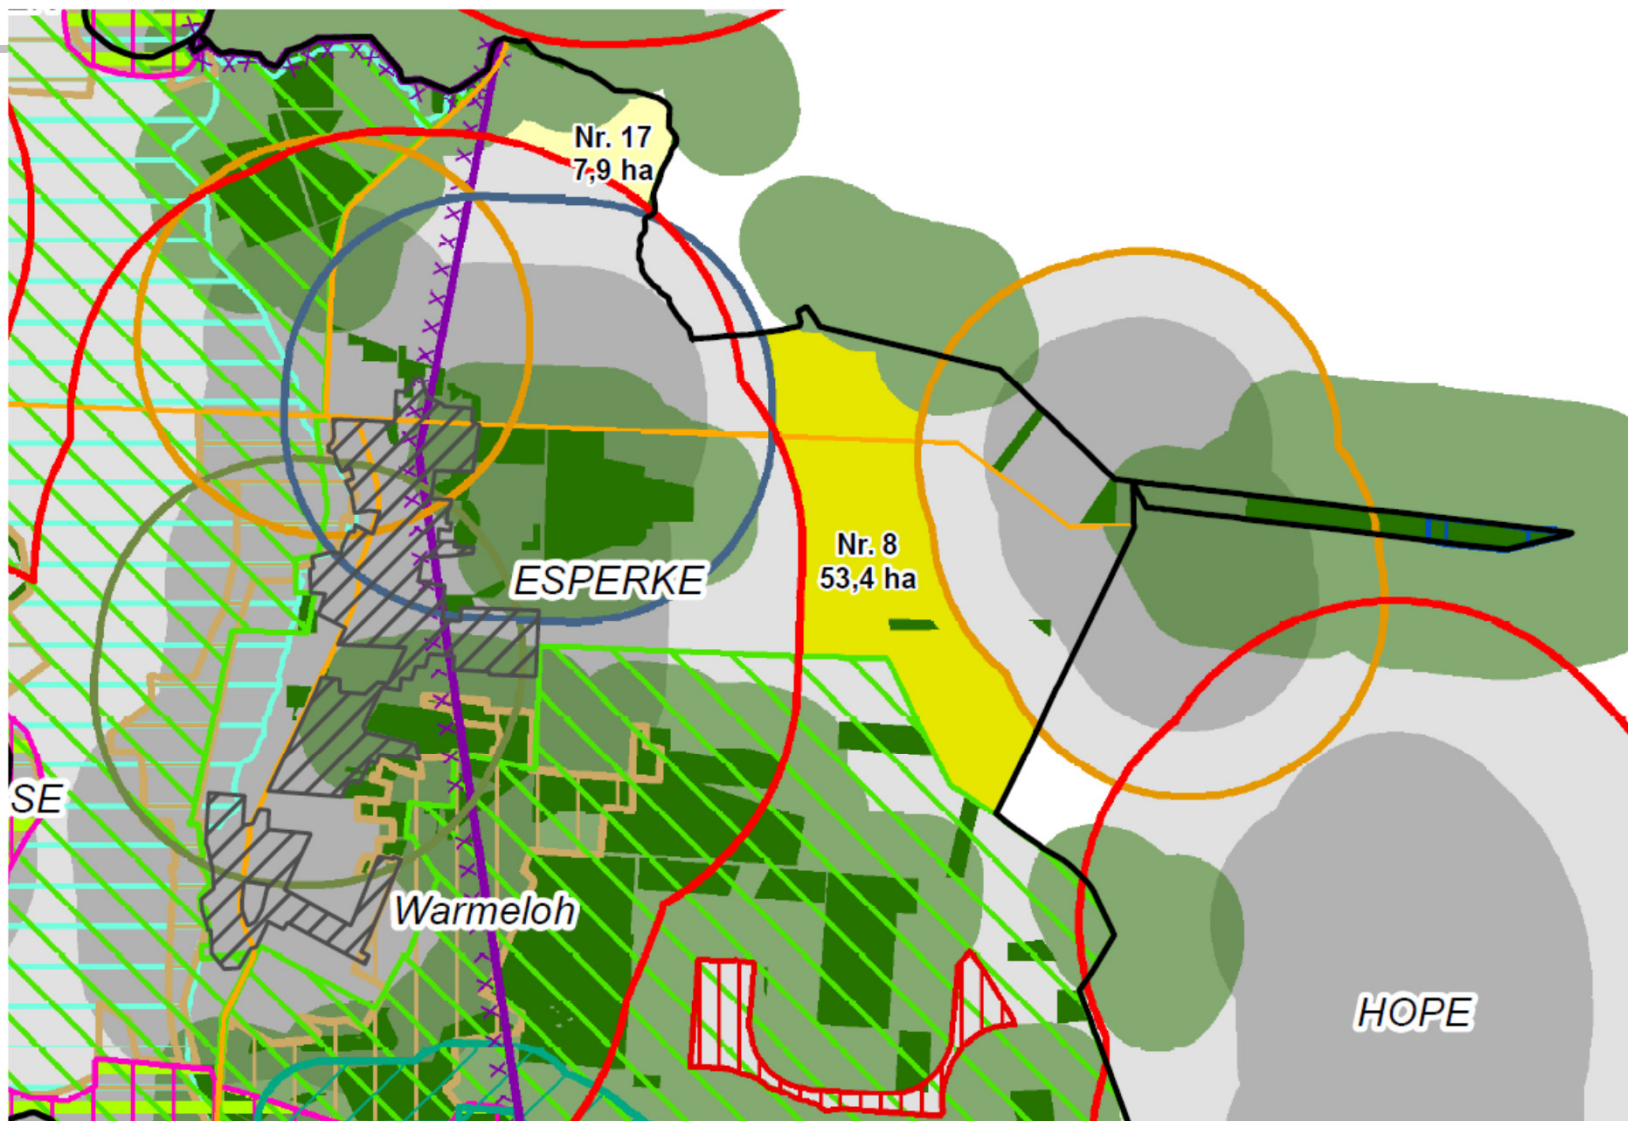 Nr. 17
7,9 ha
Nr. 8
53,4 ha
ESPERKE
SE
Warmeloh
HOPE